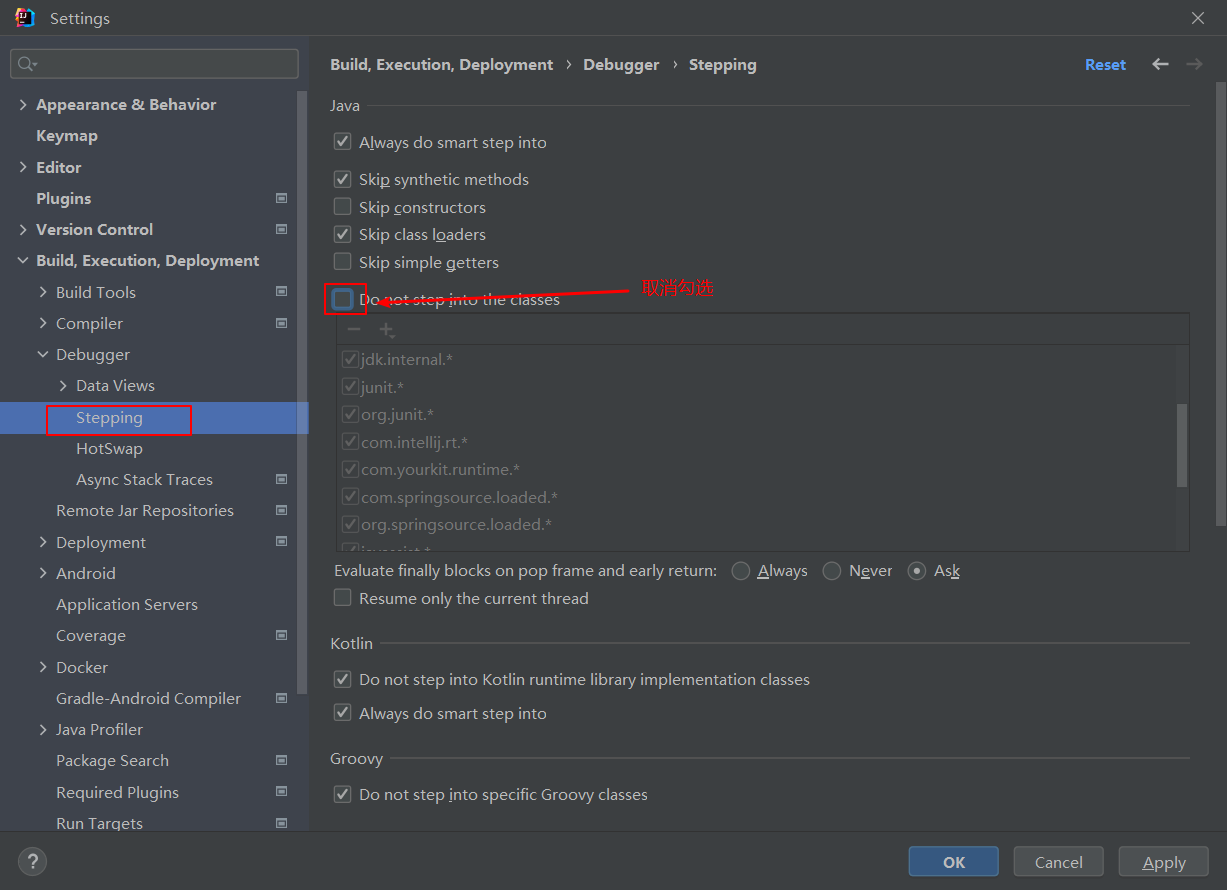 Settings
Build, Execution, Deployment › Debugger › Stepping
Reset
Appearance & Behavior
Keymap
Editor
Plugins
Version Control
Build, Execution, Deployment
Build Tools
Compiler
Debugger
Data Views
Stepping
HotSwap
Async Stack Traces
Remote Jar Repositories
Deployment
Android
Application Servers
Coverage
Docker
Gradle-Android Compiler
Java Profiler
Package Search
Required Plugins
Run Targets
Java
Always do smart step into
Skip synthetic methods
Skip constructors
Skip class loaders
Skip simple getters
Do not step into the classes
取消勾选
jdk.internal.*
junit.*
org.junit.*
com.intellij.rt.*
com.yourkit.runtime.*
com.springsource.loaded.*
org.springsource.loaded.*
javassist.*
Evaluate finally blocks on pop frame and early return: Always Never Ask
Resume only the current thread
Kotlin
Do not step into Kotlin runtime library implementation classes
Always do smart step into
Groovy
Do not step into specific Groovy classes
?
OK Cancel Apply